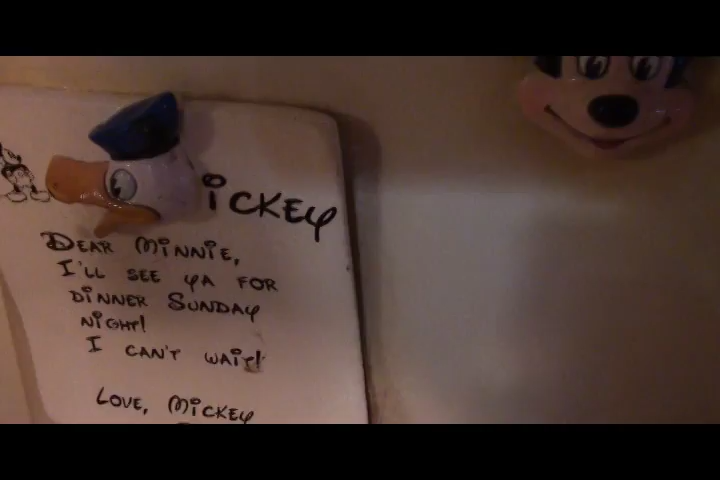 ickey
Dear Minnie,
I'll see ya for
dinner Sunday
night!
I can't wait!
Love, Mickey